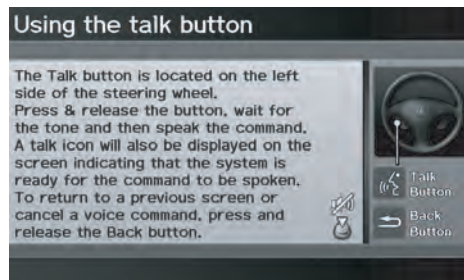 Using the talk button
The Talk button is located on the left
side of the steering wheel.
Press & release the button, wait for
the tone and then speak the command.
A talk icon will also be displayed on the
screen indicating that the system is
ready for the command to be spoken.
To return to a previous screen or
cancel a voice command, press and
release the Back button.
Talk
Button
Back
Button